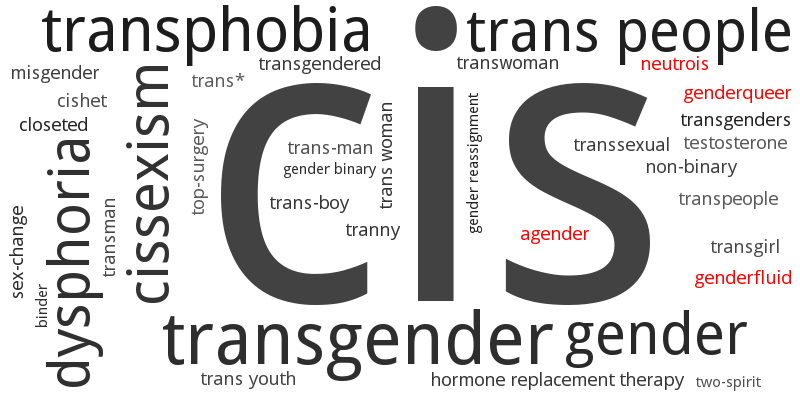 transphobia
trans people
misgender
transgendered
transwoman
neutrois
cishet
trans*
genderqueer
closeted
cis
transgenders
dysphoria
cissexism
top-surgery
trans-man
trans woman
gender reassignment
transsexual
testosterone
gender binary
non-binary
trans-boy
transpeople
sex-change
transman
tranny
agender
transgirl
binder
genderfluid
transgender
gender
trans youth
hormone replacement therapy
two-spirit